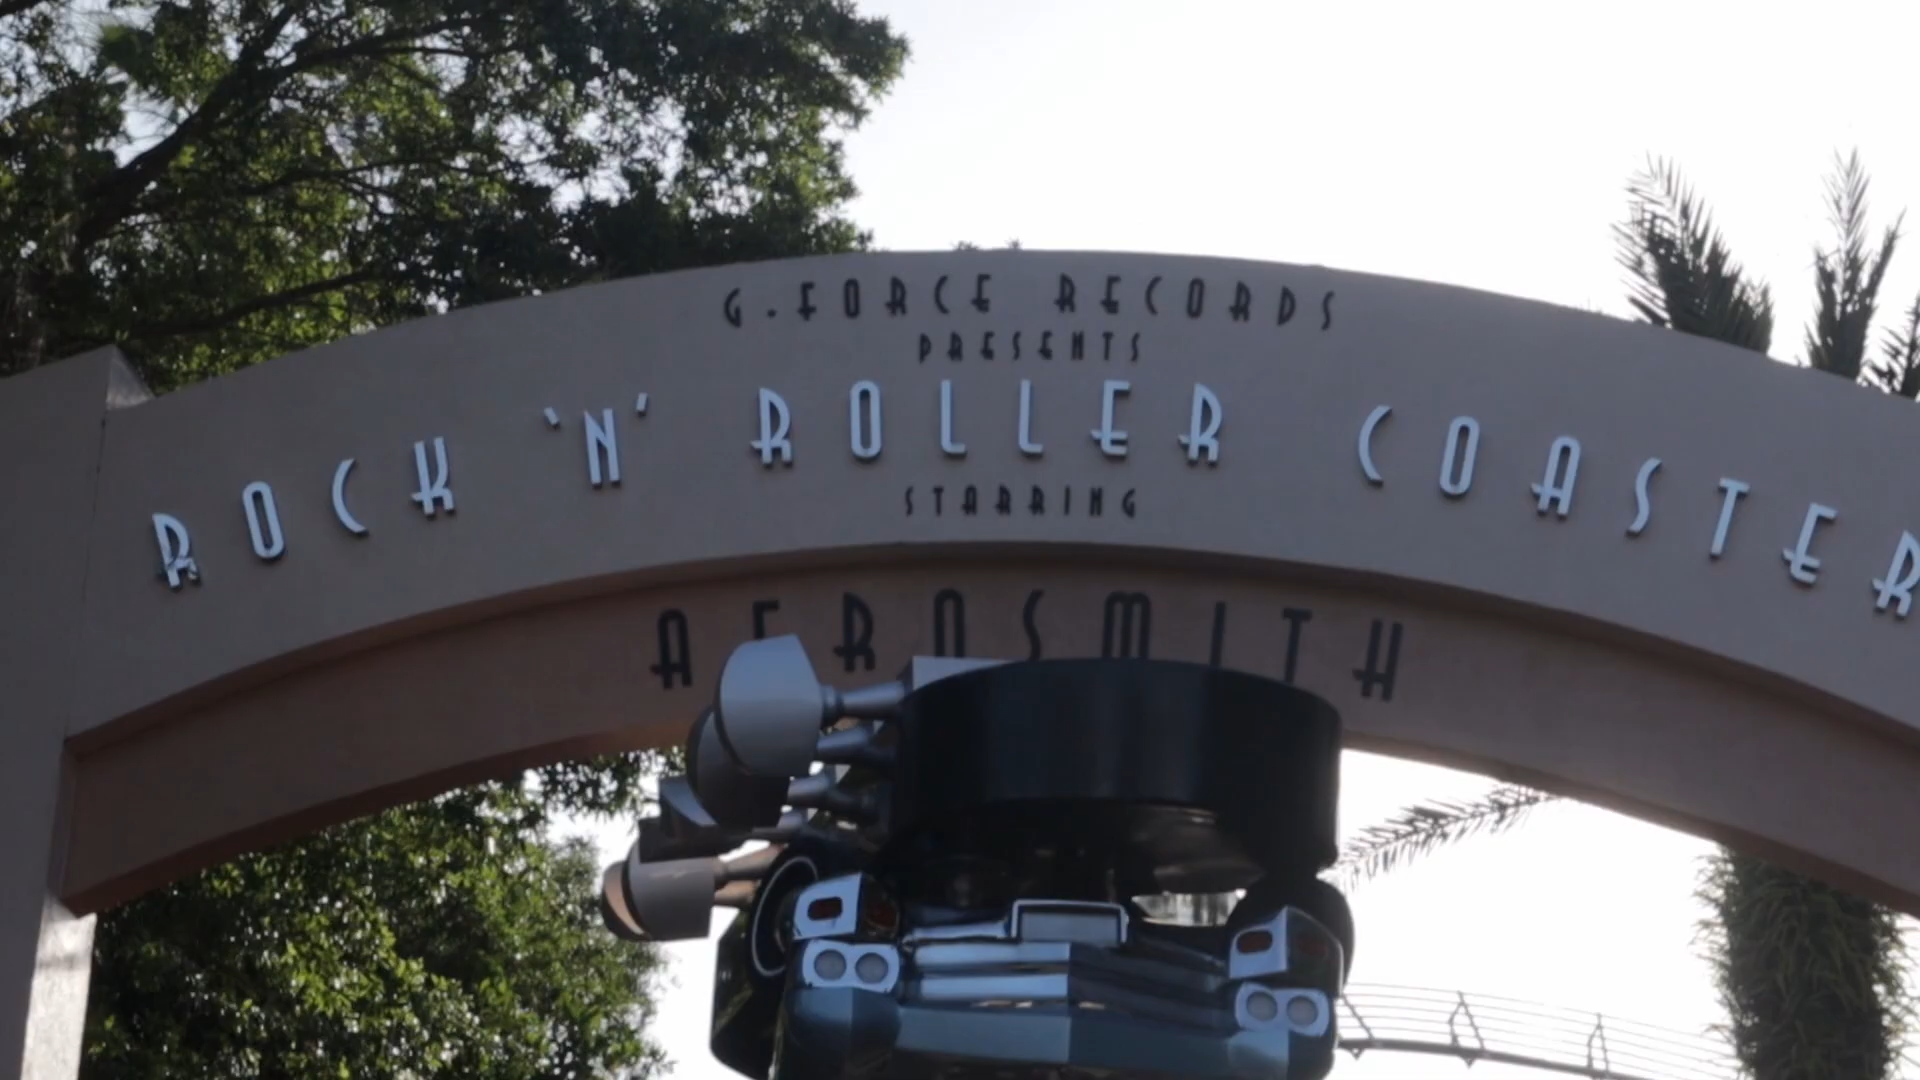 G-FORCE RECORDS
PRESENTS
ROCK 'N' ROLLER COASTER
STARRING
AEROSMITH